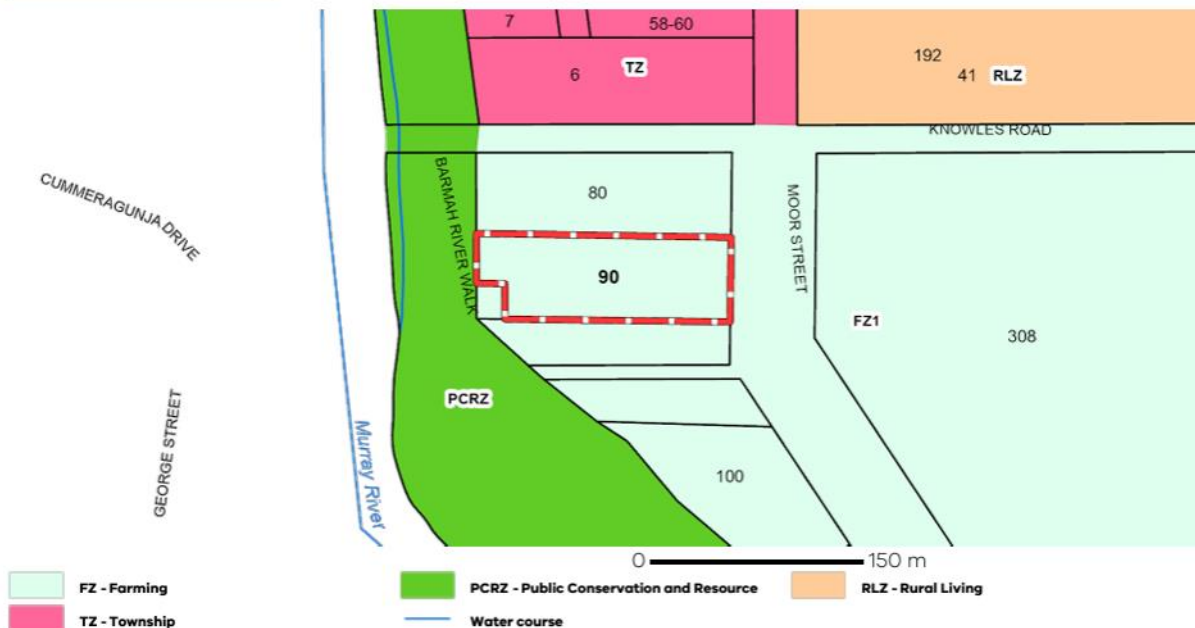 7
58-60
6
TZ
192
41
RLZ
KNOWLES ROAD
CUMMERAGUNJA DRIVE
BARMAH RIVER WALK
80
MOOR STREET
90
FZ1
308
PCRZ
GEORGE STREET
Murray River
100
0
150 m
FZ - Farming
PCRZ - Public Conservation and Resource
RLZ - Rural Living
TZ - Township
Water course